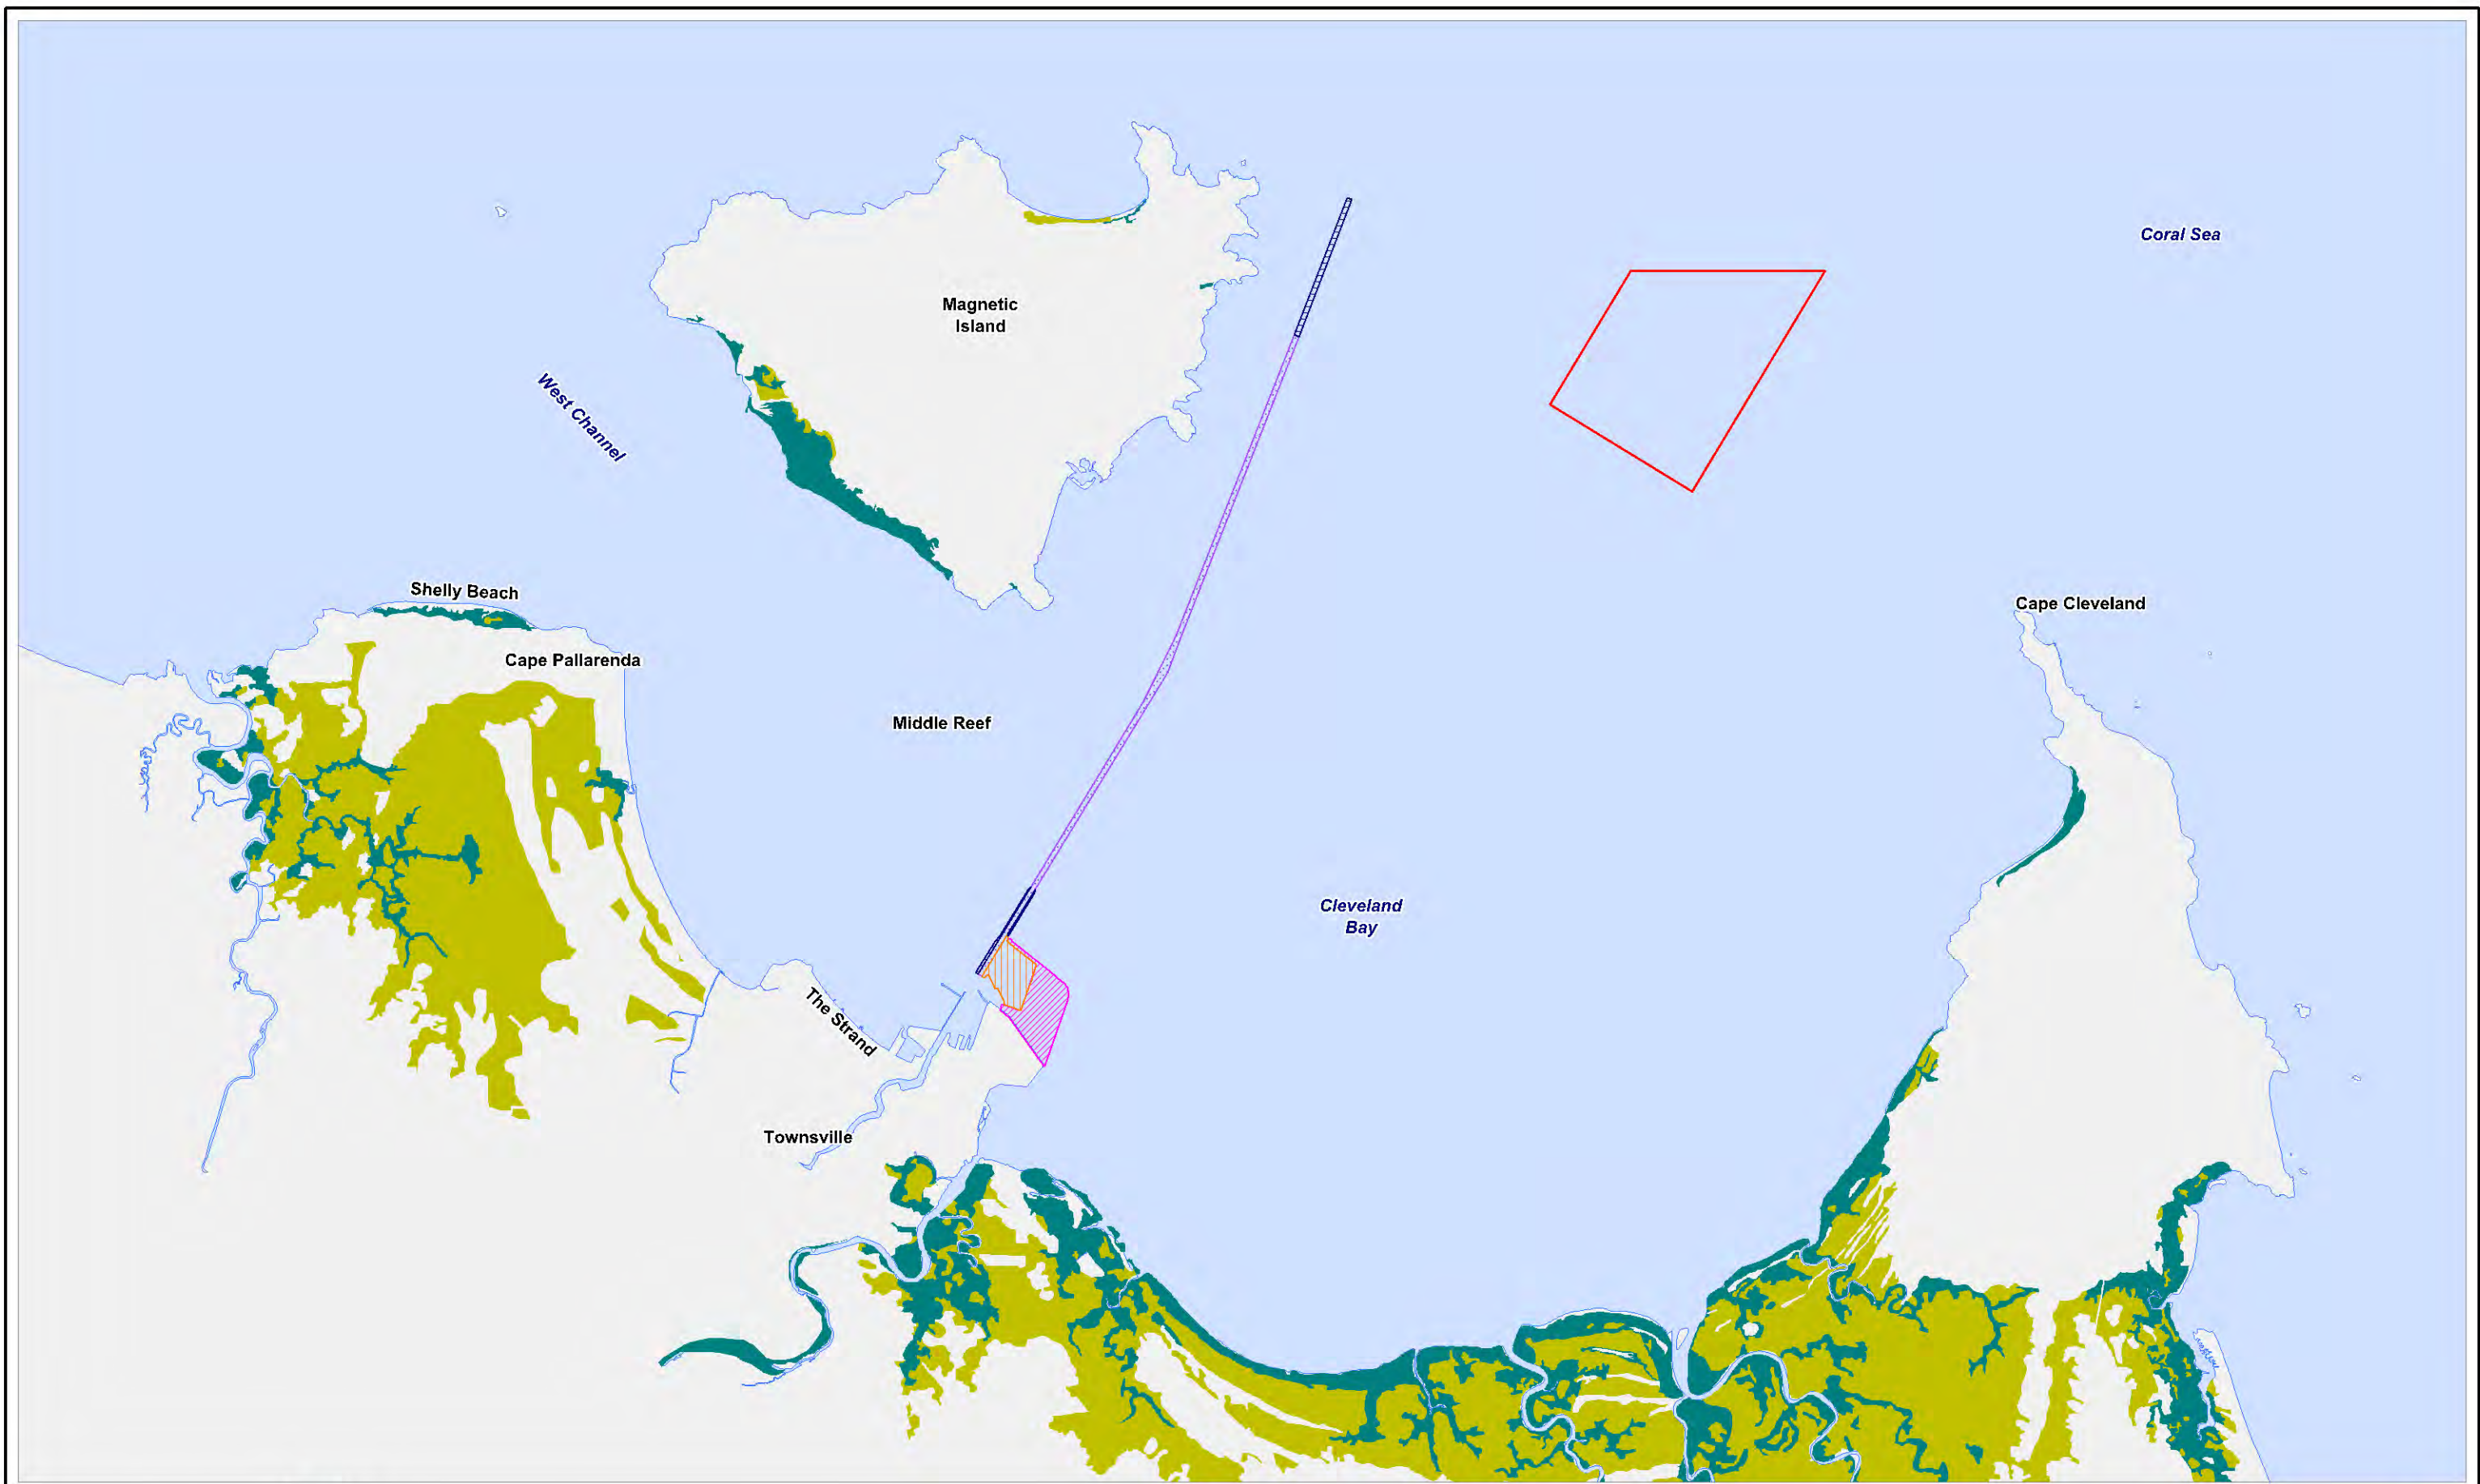 Coral Sea
Magnetic
Island
West Channel
Shelly Beach
Cape Cleveland
Cape Pallarenda
Middle Reef
Cleveland
Bay
The Strand
Townsville